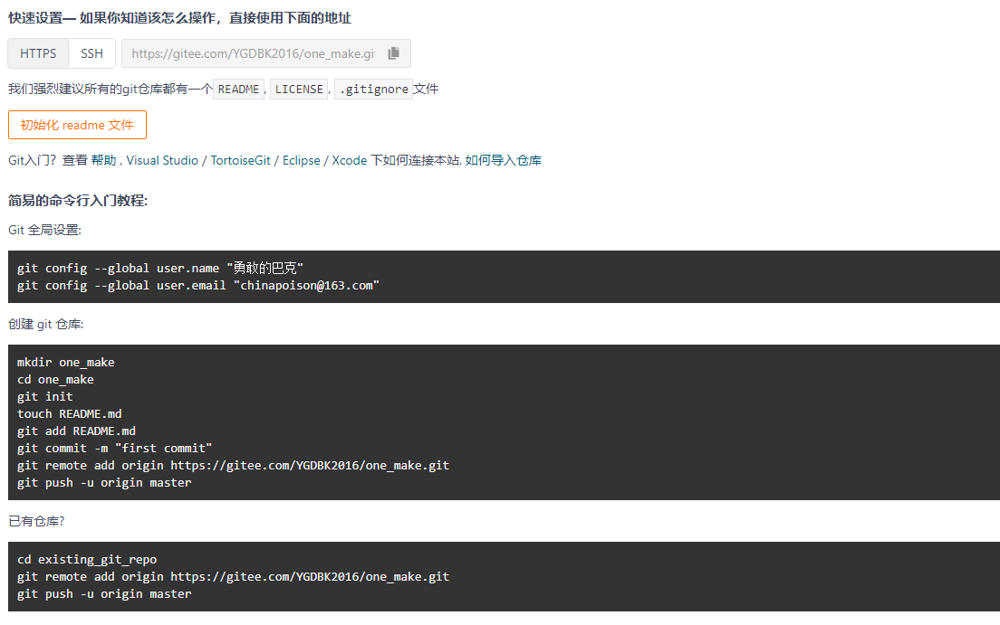 快速设置— 如果你知道该怎么操作，直接使用下面的地址
HTTPS SSH https://gitee.com/YGDBK2016/one_make.gi
我们强烈建议所有的git仓库都有一个 README , LICENSE , .gitignore 文件
初始化 readme 文件
Git入门？查看 帮助 , Visual Studio / TortoiseGit / Eclipse / Xcode 下如何连接本站, 如何导入仓库
简易的命令行入门教程:
Git 全局设置:
git config --global user.name "勇敢的巴克"
git config --global user.email "chinapoison@163.com"
创建 git 仓库:
mkdir one_make
cd one_make
git init
touch README.md
git add README.md
git commit -m "first commit"
git remote add origin https://gitee.com/YGDBK2016/one_make.git
git push -u origin master
已有仓库?
cd existing_git_repo
git remote add origin https://gitee.com/YGDBK2016/one_make.git
git push -u origin master